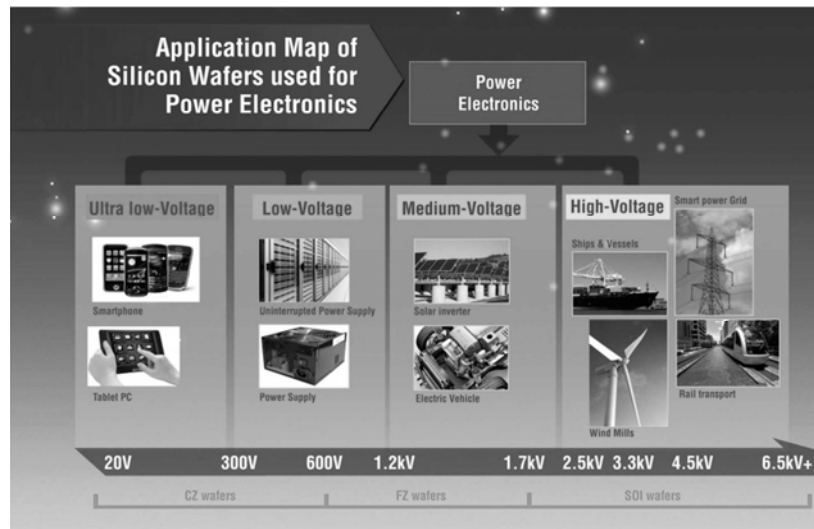 Application Map of
Silicon Wafers used for
Power Electronics
Power
Electronics
Ultra low-Voltage
Smartphone
Tablet PC
Low-Voltage
Uninterrupted Power Supply
Power Supply
Medium-Voltage
Solar inverter
Electric Vehicle
High-Voltage
Smart power Grid
Ships & Vessels
Wind Mills
Rail transport
20V 300V 600V 1.2kV 1.7kV 2.5kV 3.3kV 4.5kV 6.5kV+
CZ wafers FZ wafers SOI wafers